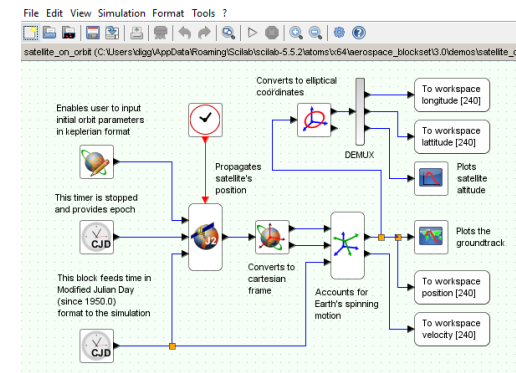 File Edit View Simulation Format Tools ?
satellite_on_orbit (C:\Users\digg\AppData\Roaming\Scilab\scilab-5.5.2\atoms\x64\aerospace_blockset\3.0\demos\satellite_o
Converts to elliptical
coordinates
To workspace
longitude [240]
Enables user to input
initial orbit parameters
in keplerian format
To workspace
lattitude [240]
DEMUX
Propagates
satellite's
position
Plots
satellite
altitude
This timer is stopped
and provides epoch
CJD
J2
Plots the
groundtrack
This block feeds time in
Modified Julian Day
(since 1950.0)
format to the simulation
Converts to
cartesian
frame
Accounts for
Earth's spinning
motion
To workspace
position [240]
To workspace
velocity [240]
CJD